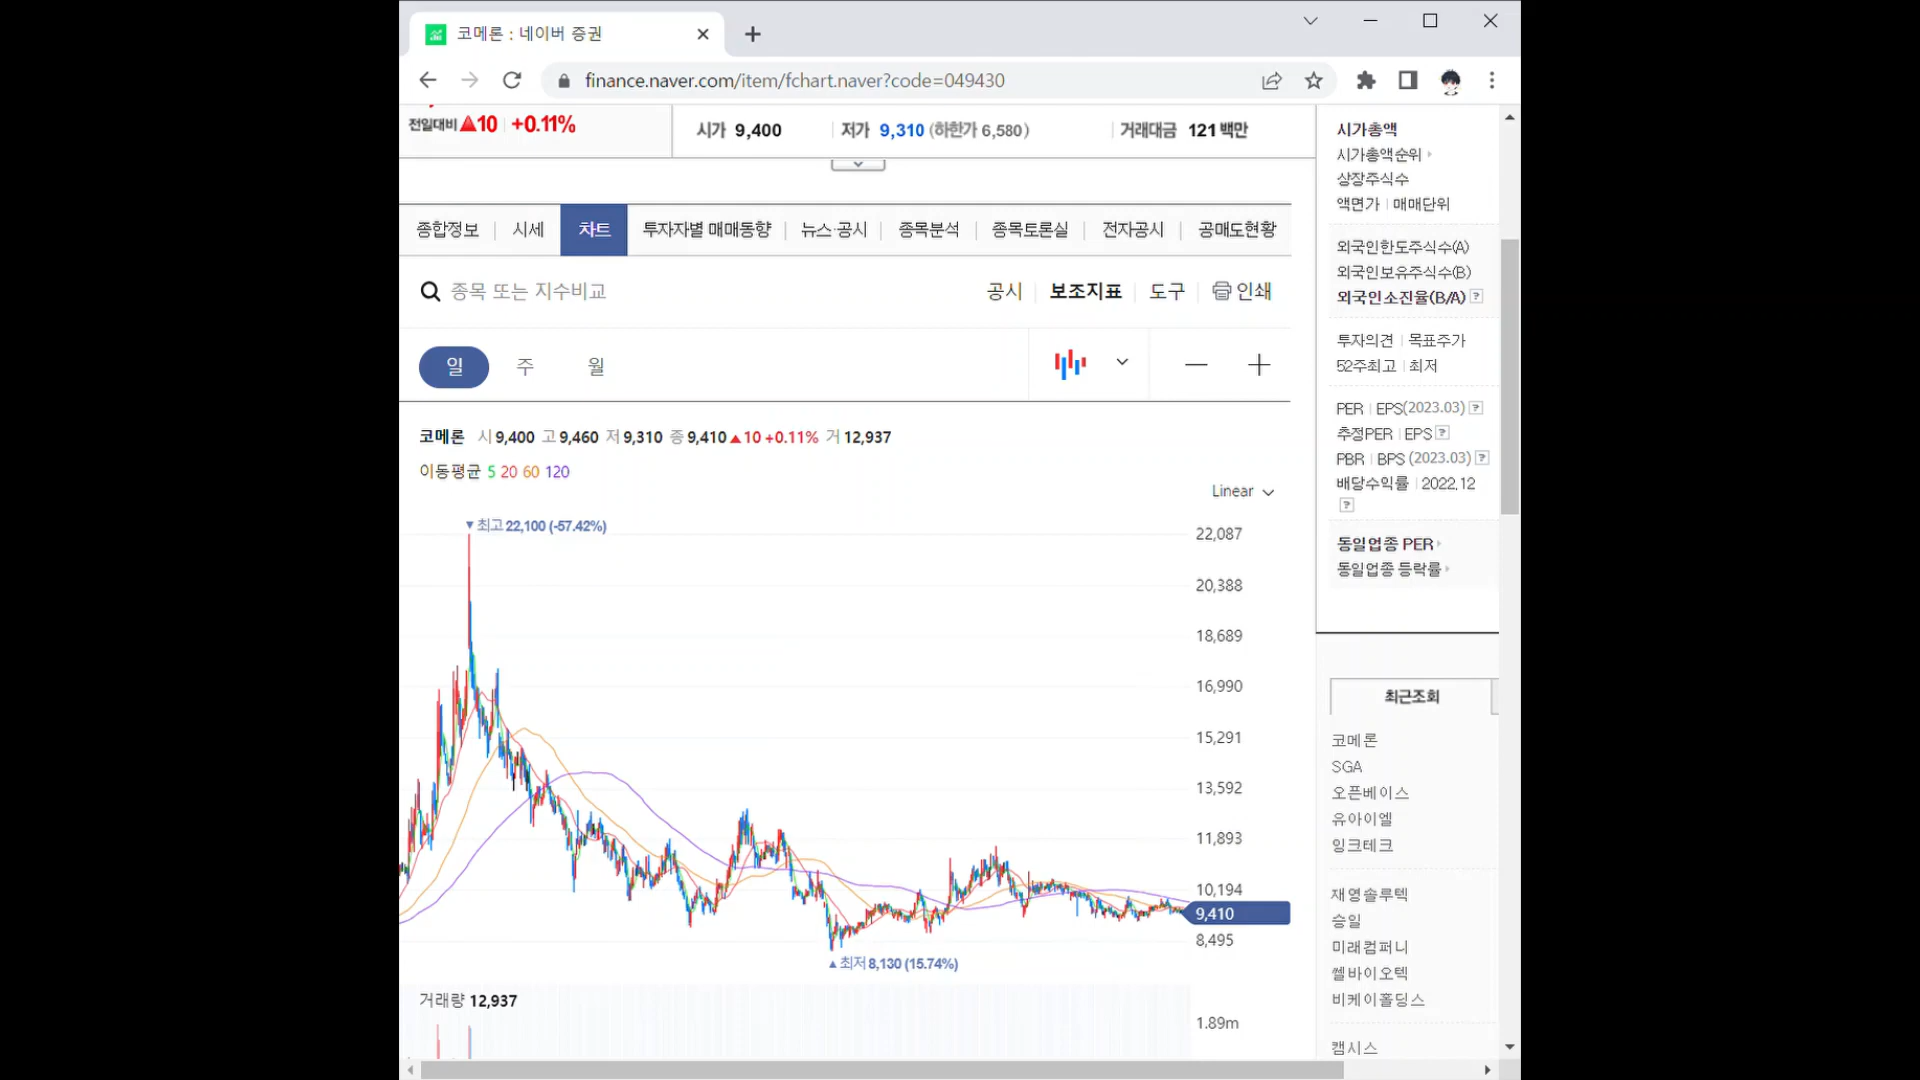 코메론 : 네이버 증권
finance.naver.com/item/fchart.naver?code=049430
전일대비 ▲10 +0.11%
시가 9,400 저가 9,310 (하한가 6,580) 거래대금 121 백만
종합정보 시세 차트 투자자별 매매동향 뉴스·공시 종목분석 종목토론실 전자공시 공매도현황
종목 또는 지수비교 공시 보조지표 도구 인쇄
일 주 월
코메론 시 9,400 고 9,460 저 9,310 종 9,410 ▲10 +0.11% 거 12,937
이동평균 5 20 60 120
Linear
▼최고 22,100 (-57.42%)
22,087
20,388
18,689
16,990
15,291
13,592
11,893
10,194
9,410
8,495
▲최저 8,130 (15.74%)
거래량 12,937
1.89m
시가총액
시가총액순위
상장주식수
액면가 매매단위
외국인한도주식수(A)
외국인보유주식수(B)
외국인소진율(B/A) ?
투자의견 목표주가
52주최고 최저
PER EPS(2023.03) ?
추정PER EPS ?
PBR BPS (2023.03) ?
배당수익률 2022.12
?
동일업종 PER
동일업종 등락률
최근조회
코메론
SGA
오픈베이스
유아이엘
잉크테크
재영솔루텍
승일
미래컴퍼니
쎌바이오텍
비케이홀딩스
캠시스